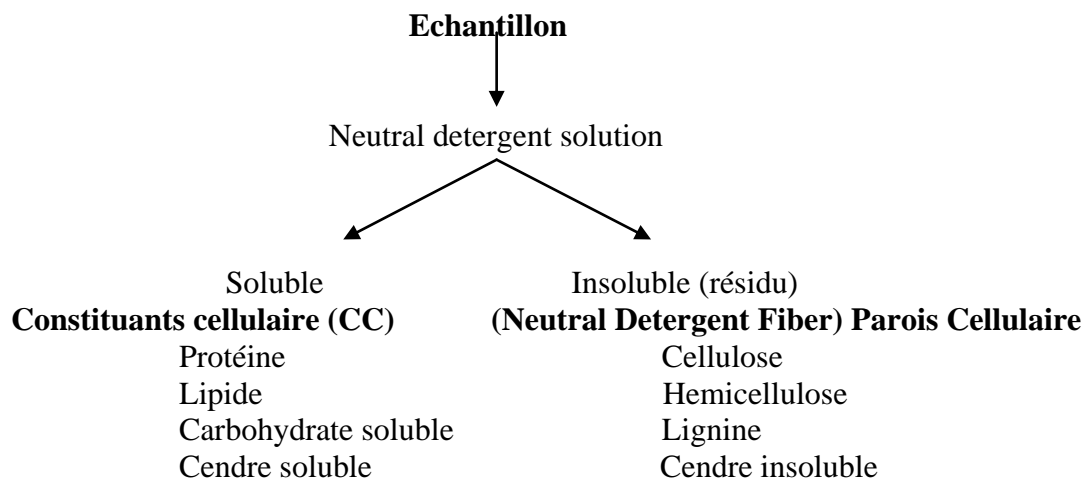 Echantillon
Neutral detergent solution
Soluble Insoluble (résidu)
Constituants cellulaire (CC) (Neutral Detergent Fiber) Parois Cellulaire
Protéine Cellulose
Lipide Hemicellulose
Carbohydrate soluble Lignine
Cendre soluble Cendre insoluble